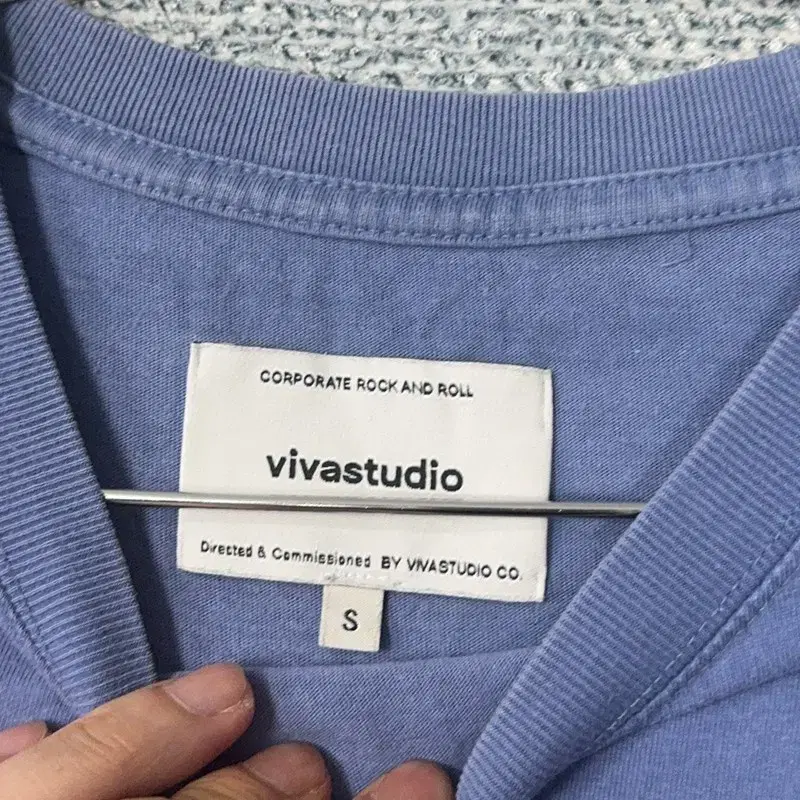 CORPORATE ROCK AND ROLL
vivastudio
Directed & Commissioned BY VIVASTUDIO CO.
S